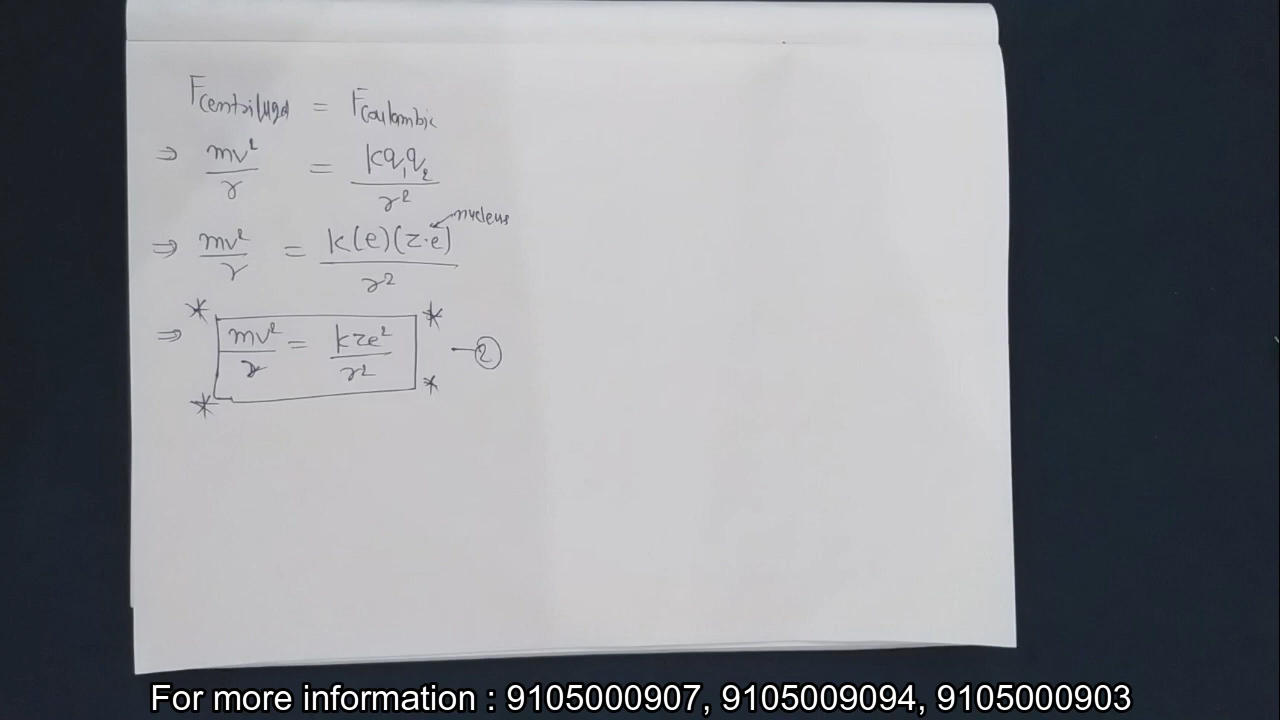 Fcentrifugal = Fcoulombic
⇒ mv²/r = kq₁q₂/r²
nucleus
⇒ mv²/r = k(e)(z·e)/r²
⇒ mv²/r = kze²/r² — ②
For more information : 9105000907, 9105009094, 9105000903